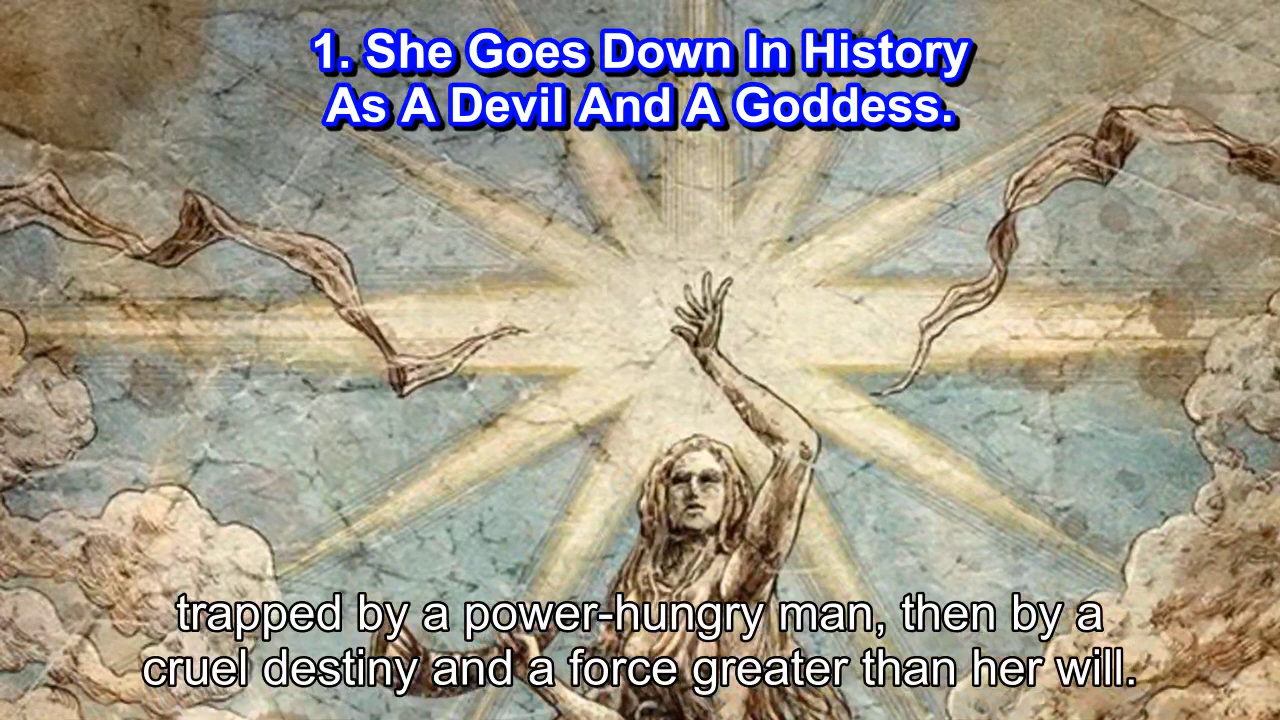 1. She Goes Down In History
As A Devil And A Goddess.
trapped by a power-hungry man, then by a
cruel destiny and a force greater than her will.